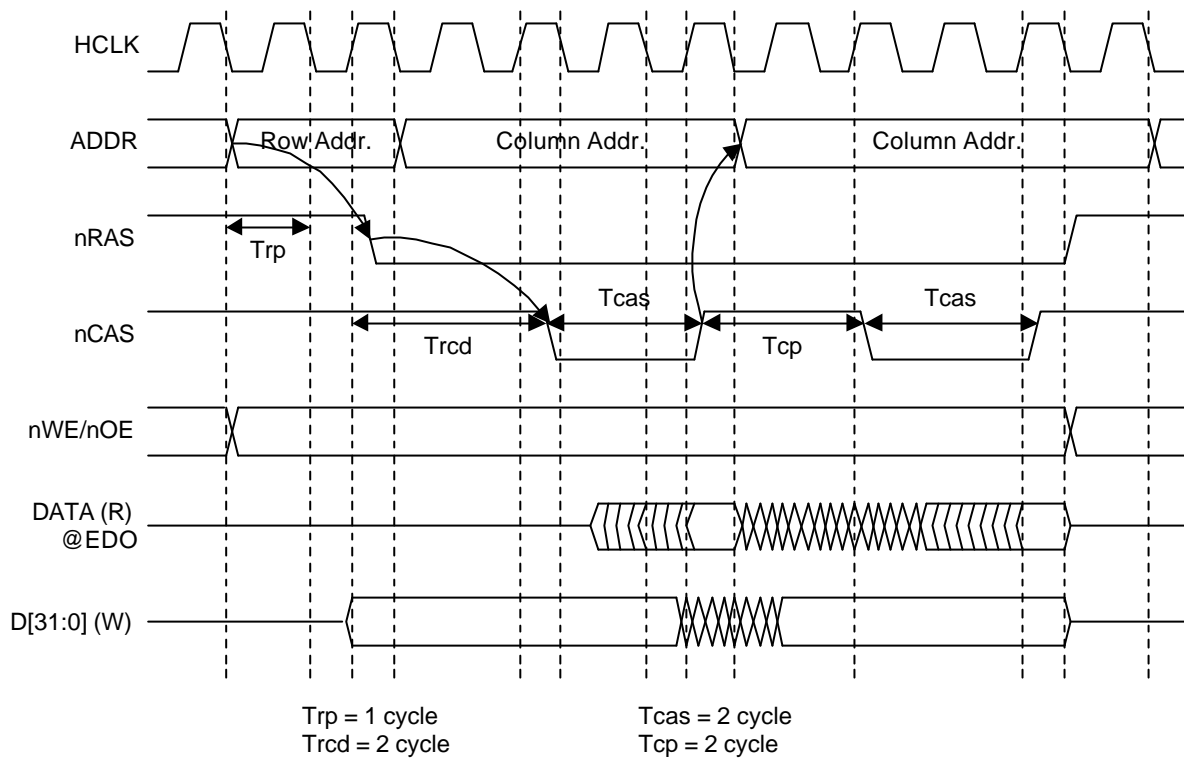 HCLK
ADDR
Row Addr.
Column Addr.
Column Addr.
nRAS
Trp
Tcas
Tcas
nCAS
Trcd
Tcp
nWE/nOE
DATA (R)
@EDO
D[31:0] (W)
Trp = 1 cycle
Trcd = 2 cycle
Tcas = 2 cycle
Tcp = 2 cycle